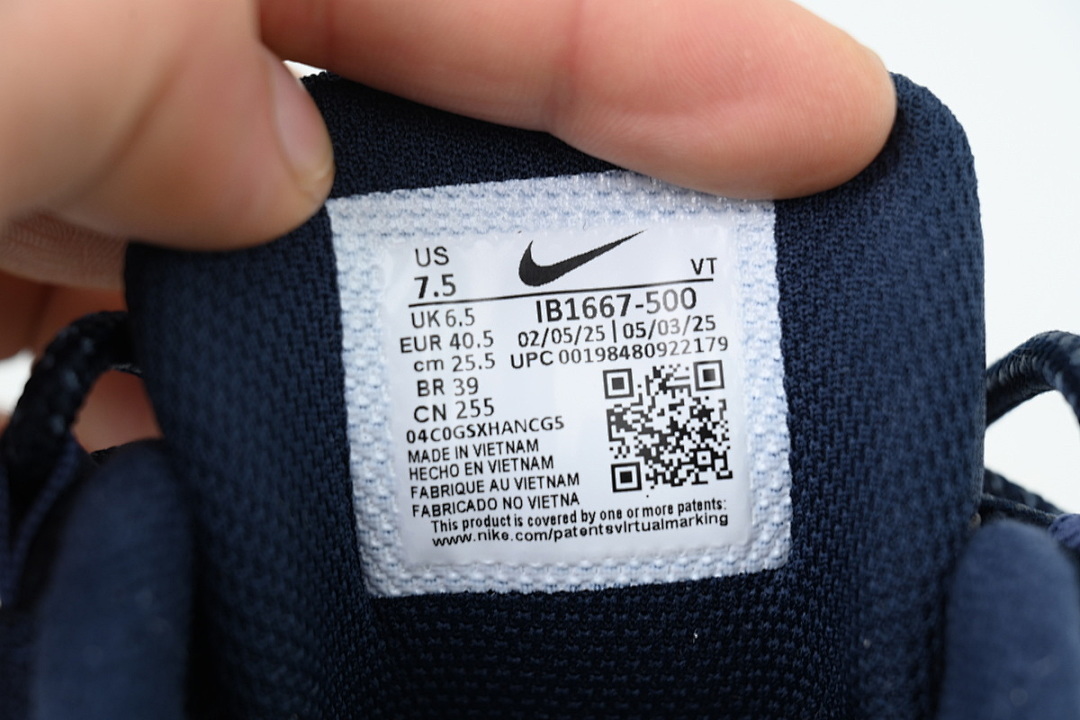 US
7.5
VT
UK 6.5
IB1667-500
EUR 40.5
02/05/25 | 05/03/25
cm 25.5
UPC 00198480922179
BR 39
CN 255
04C0GSXHANCG5
MADE IN VIETNAM
HECHO EN VIETNAM
FABRIQUE AU VIETNAM
FABRICADO NO VIETNA
This product is covered by one or more patents:
www.nike.com/patentsvirtualmarking